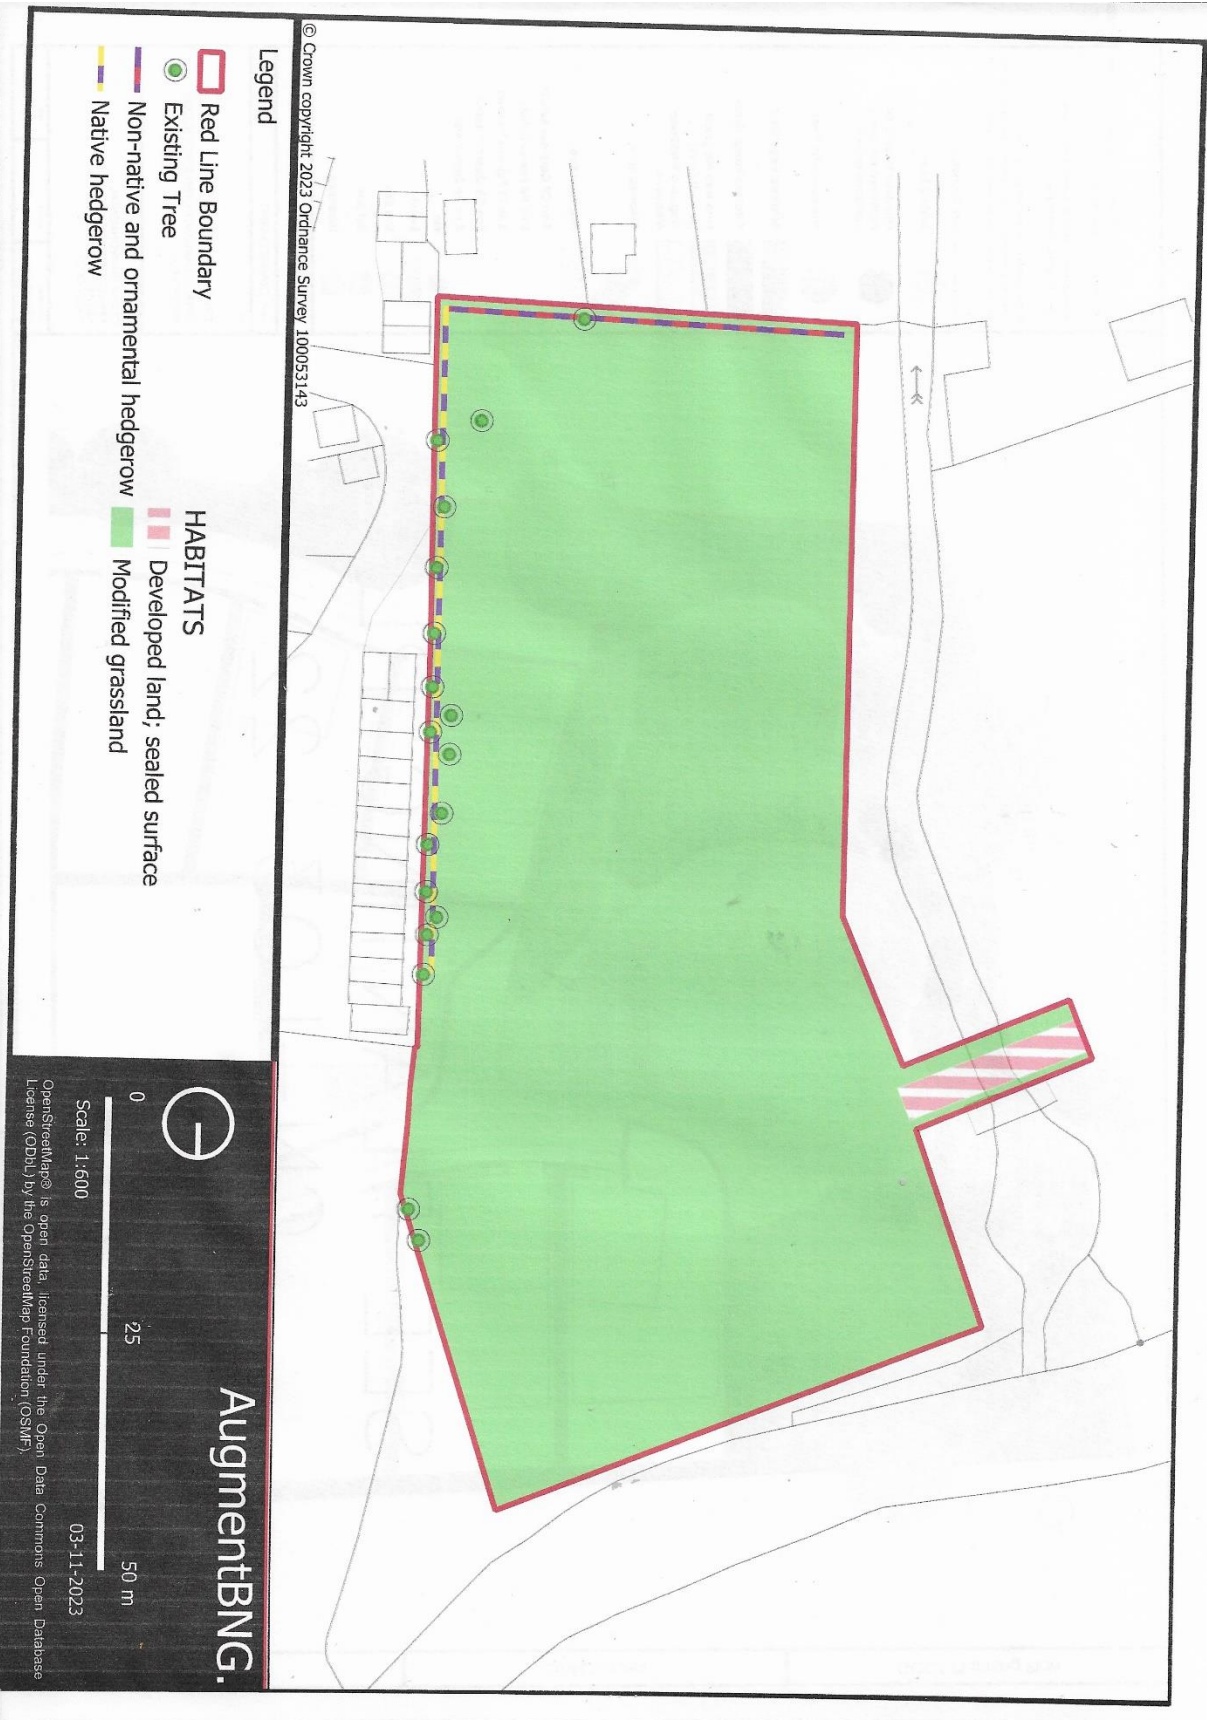 © Crown copyright 2023 Ordnance Survey 100053143
Legend
Red Line Boundary
Existing Tree
Non-native and ornamental hedgerow
Native hedgerow
HABITATS
Developed land; sealed surface
Modified grassland
AugmentBNG.
0 25 50 m
Scale: 1:600
03-11-2023
OpenStreetMap® is open data, licensed under the Open Data Commons Open Database
License (ODbL) by the OpenStreetMap Foundation (OSMF).